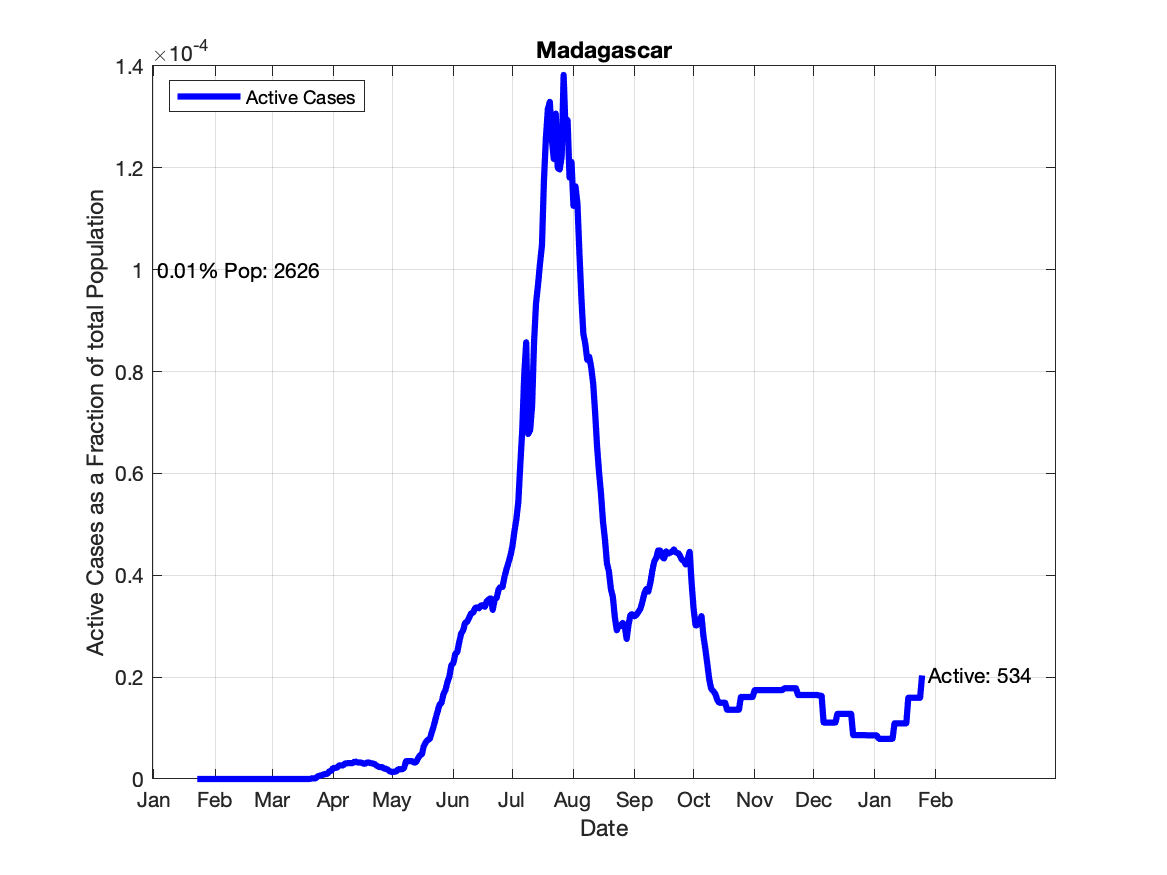 Madagascar
×10-4
1.4
1.2
1
0.8
0.6
0.4
0.2
0
Active Cases
0.01% Pop: 2626
Active: 534
Active Cases as a Fraction of total Population
Jan Feb Mar Apr May Jun Jul Aug Sep Oct Nov Dec Jan Feb
Date